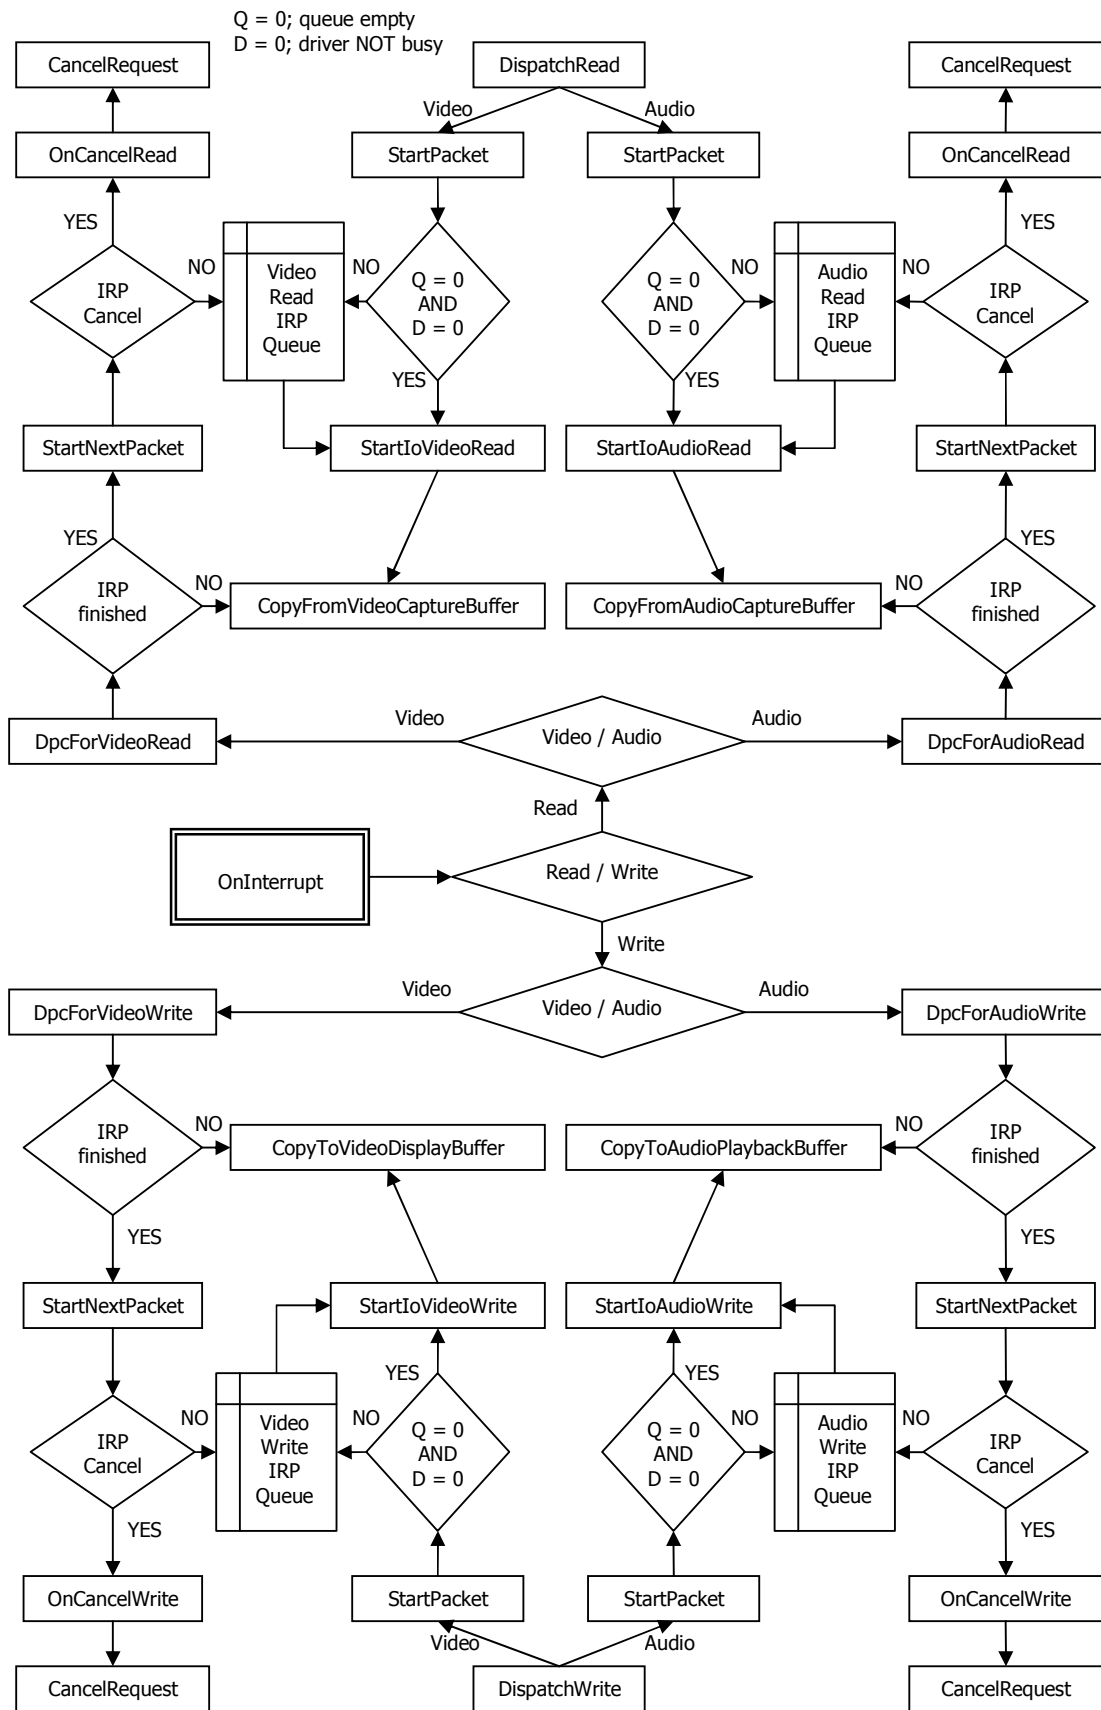 Q = 0; queue empty
D = 0; driver NOT busy
CancelRequest
DispatchRead
CancelRequest
Video
Audio
OnCancelRead
StartPacket
StartPacket
OnCancelRead
YES
YES
IRP
Cancel
NO
Video
Read
IRP
Queue
NO
Q = 0
AND
D = 0
YES
Q = 0
AND
D = 0
YES
NO
Audio
Read
IRP
Queue
NO
IRP
Cancel
StartNextPacket
StartIoVideoRead
StartIoAudioRead
StartNextPacket
YES
YES
IRP
finished
NO
CopyFromVideoCaptureBuffer
CopyFromAudioCaptureBuffer
NO
IRP
finished
DpcForVideoRead
Video
Video / Audio
Audio
DpcForAudioRead
Read
OnInterrupt
Read / Write
Write
DpcForVideoWrite
Video
Video / Audio
Audio
DpcForAudioWrite
IRP
finished
NO
CopyToVideoDisplayBuffer
CopyToAudioPlaybackBuffer
NO
IRP
finished
YES
YES
StartNextPacket
StartIoVideoWrite
StartIoAudioWrite
StartNextPacket
YES
YES
IRP
Cancel
NO
Video
Write
IRP
Queue
NO
Q = 0
AND
D = 0
Q = 0
AND
D = 0
NO
Audio
Write
IRP
Queue
NO
IRP
Cancel
YES
YES
OnCancelWrite
StartPacket
StartPacket
OnCancelWrite
Video
Audio
CancelRequest
DispatchWrite
CancelRequest